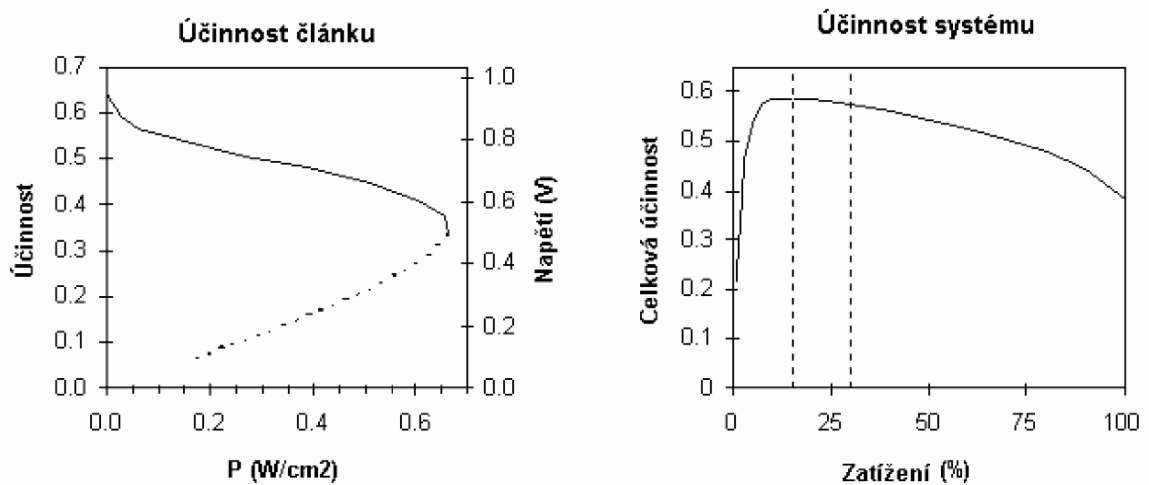 Účinnost článku
0.7
0.6
0.5
0.4
0.3
0.2
0.1
0.0
Účinnost
1.0
0.8
0.6
0.4
0.2
0.0
Napětí (V)
0.0 0.2 0.4 0.6
P (W/cm2)
Účinnost systému
0.6
0.5
0.4
0.3
0.2
0.1
0
Celková účinnost
0 25 50 75 100
Zatížení (%)